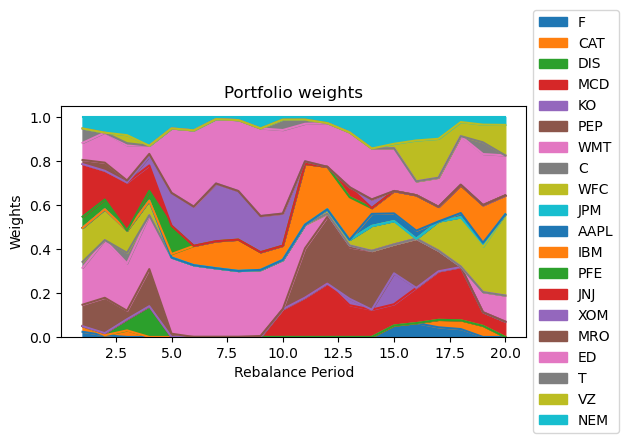 Portfolio weights
Weights
1.0
0.8
0.6
0.4
0.2
0.0
2.5
5.0
7.5
10.0
12.5
15.0
17.5
20.0
Rebalance Period
F
CAT
DIS
MCD
KO
PEP
WMT
C
WFC
JPM
AAPL
IBM
PFE
JNJ
XOM
MRO
ED
T
VZ
NEM